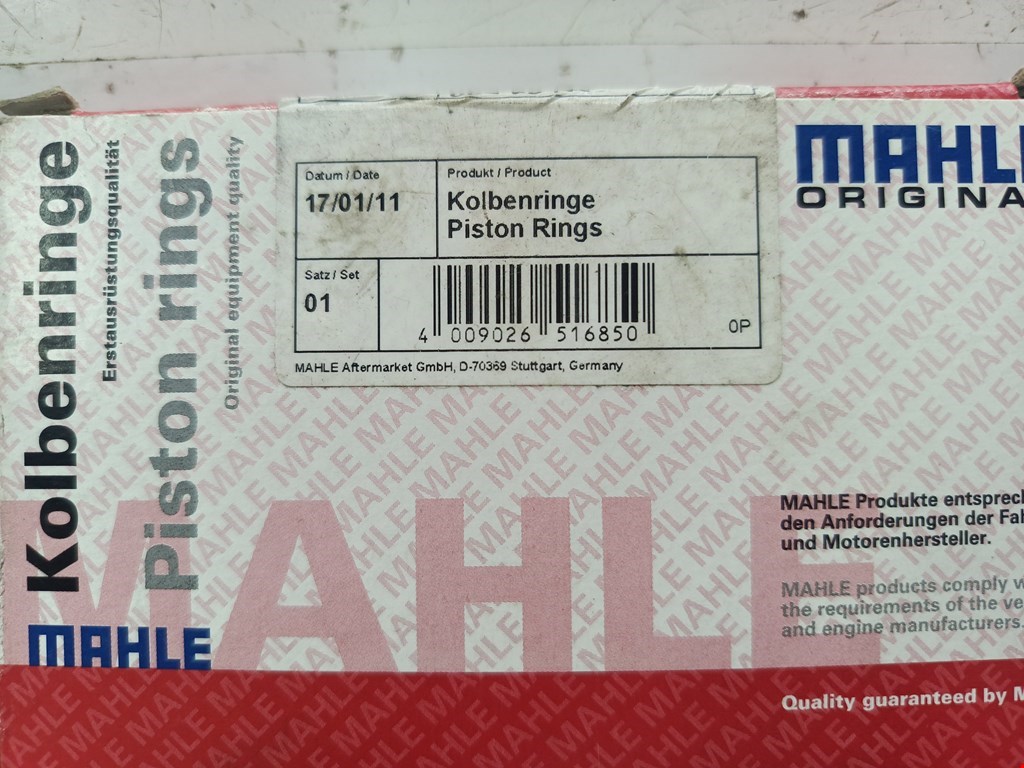 Kolbenringe
Erstausrüstungsqualität
Piston rings
Original equipment quality
MAHLE
Datum / Date
17/01/11
Produkt / Product
Kolbenringe
Piston Rings
Satz / Set
01
4 009026 516850
0P
MAHLE Aftermarket GmbH, D-70369 Stuttgart, Germany
MAHL
ORIGINA
MAHLE
MAHLE Produkte entsprec
den Anforderungen der Fa
und Motorenhersteller.
MAHLE products comply w
the requirements of the ve
and engine manufacturers.
Quality guaranteed by M